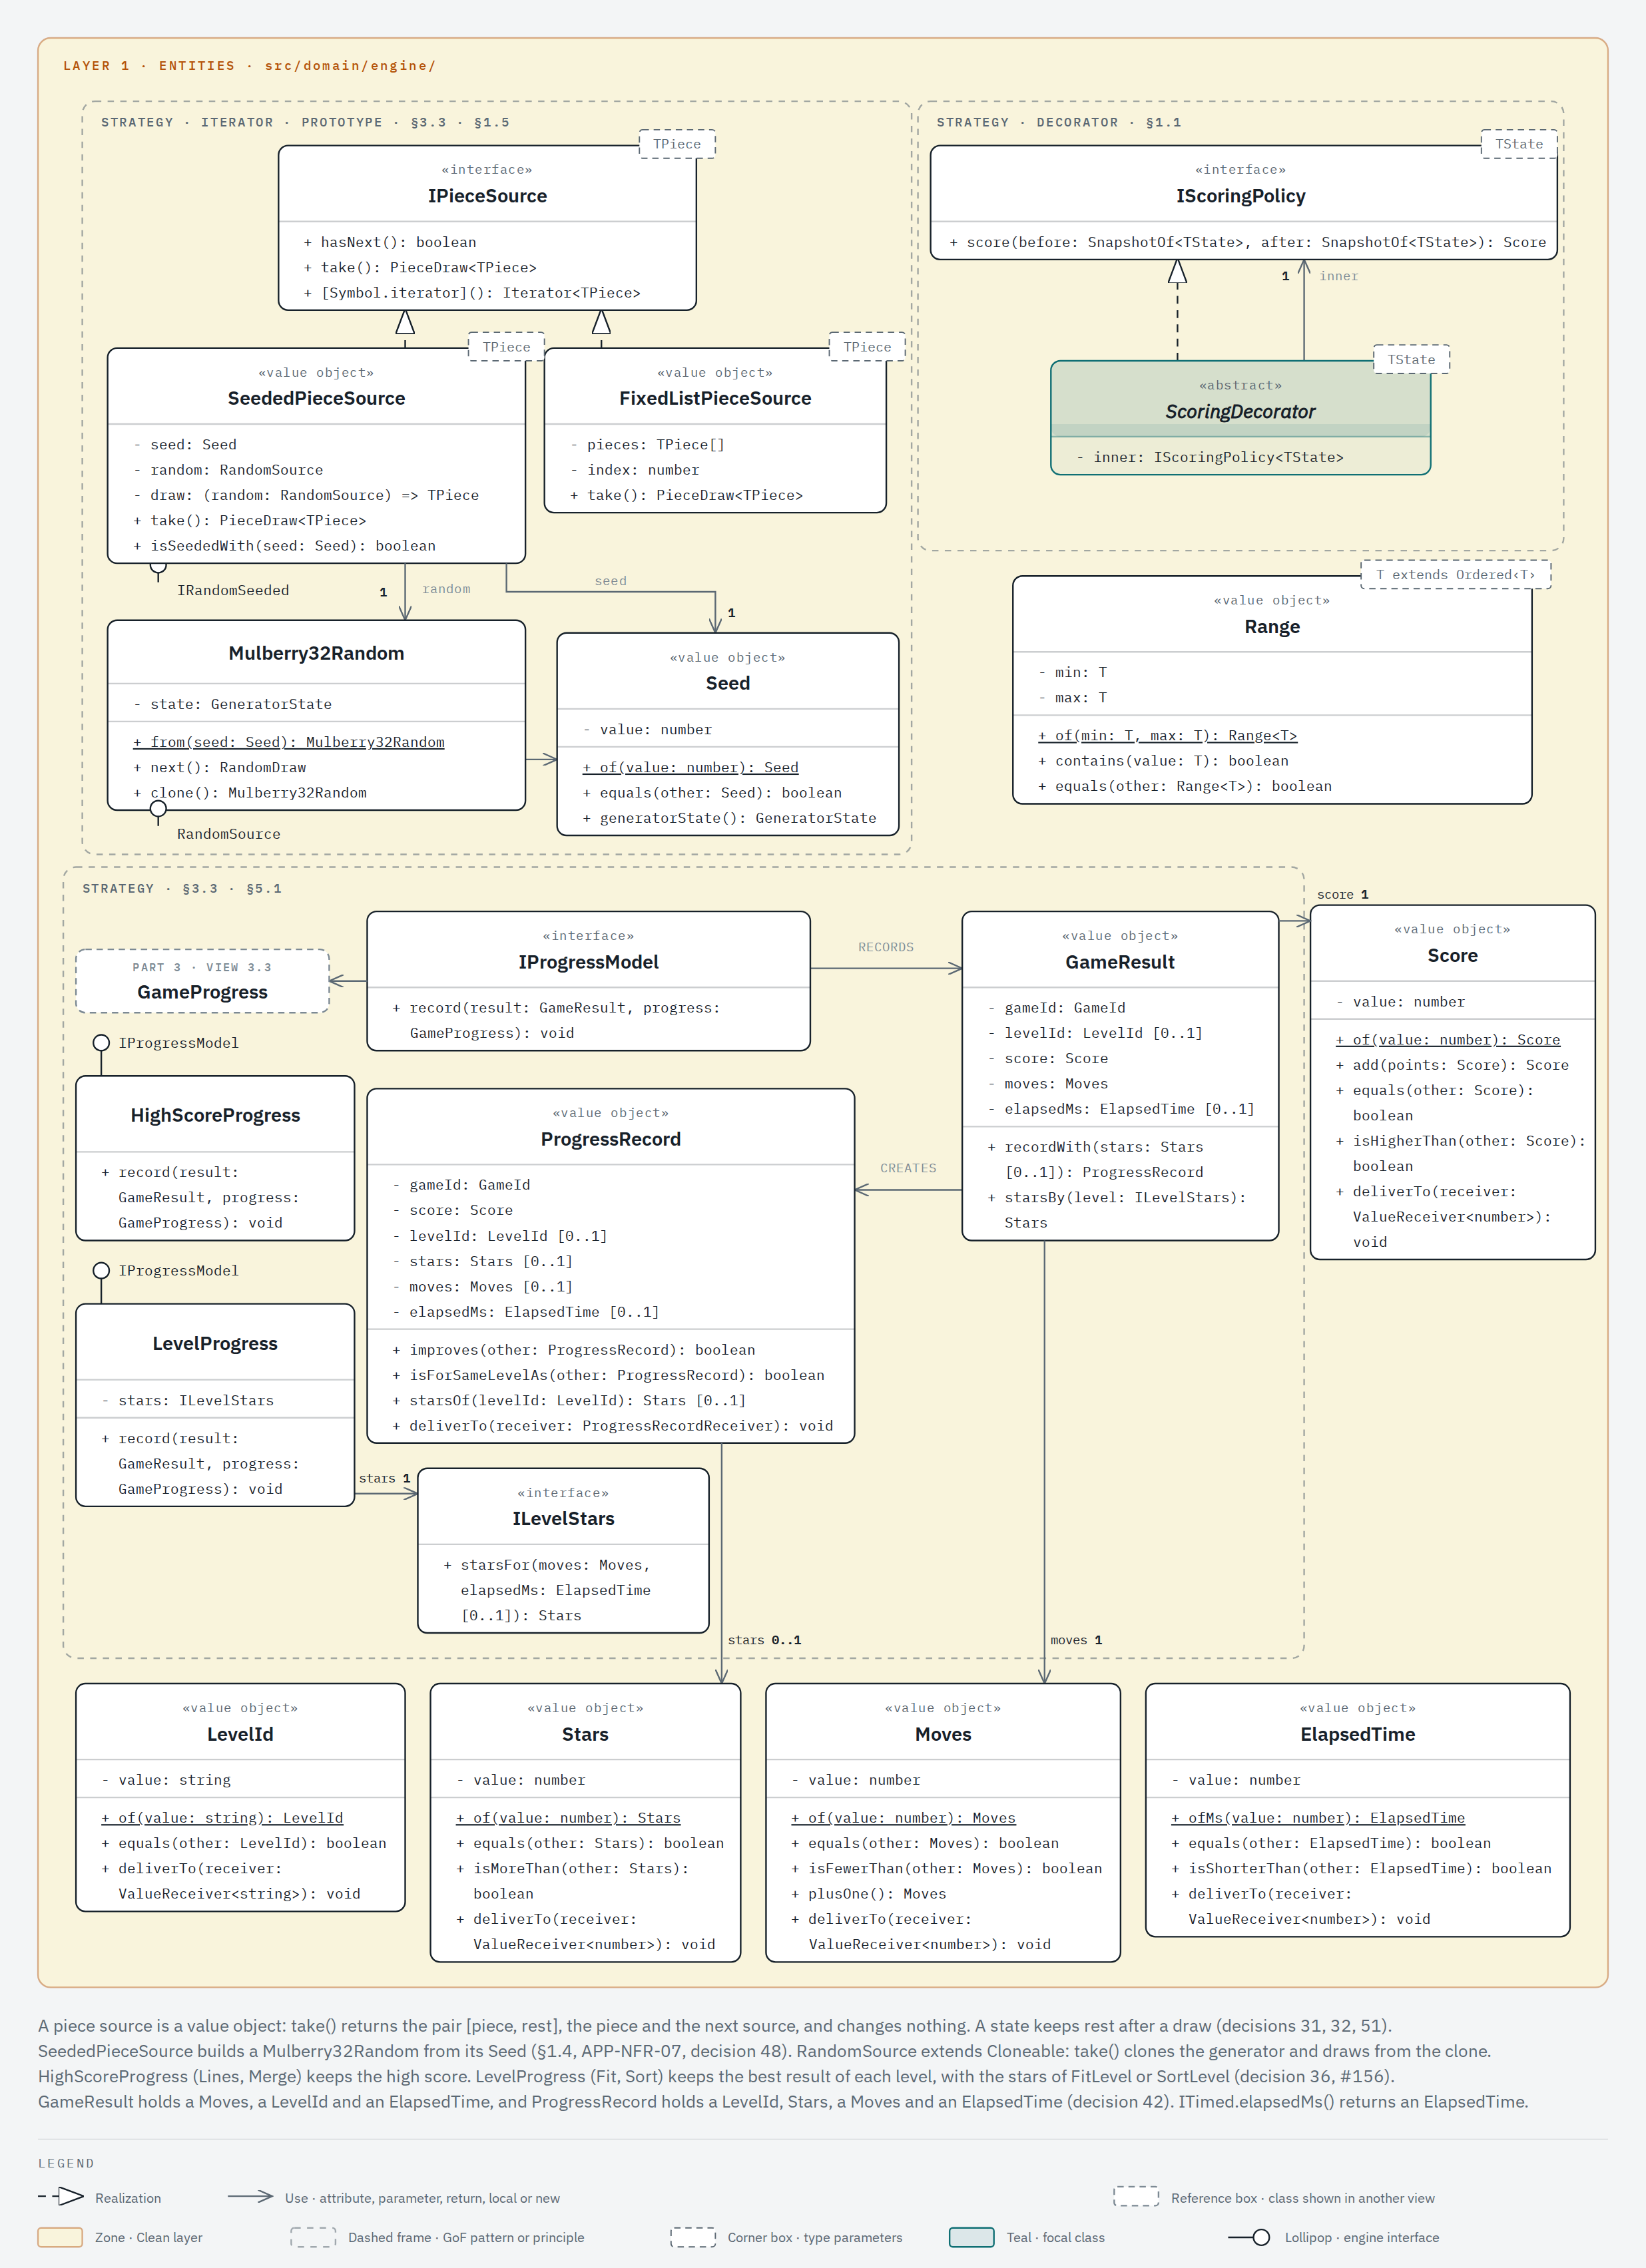 LAYER 1 · ENTITIES · src/domain/engine/
STRATEGY · ITERATOR · PROTOTYPE · §3.3 · §1.5
TPiece
«interface»
IPieceSource
+ hasNext(): boolean
+ take(): PieceDraw<TPiece>
+ [Symbol.iterator](): Iterator<TPiece>
TPiece
«value object»
SeededPieceSource
- seed: Seed
- random: RandomSource
- draw: (random: RandomSource) => TPiece
+ take(): PieceDraw<TPiece>
+ isSeededWith(seed: Seed): boolean
TPiece
«value object»
FixedListPieceSource
- pieces: TPiece[]
- index: number
+ take(): PieceDraw<TPiece>
IRandomSeeded
1
random
seed
1
Mulberry32Random
- state: GeneratorState
+ from(seed: Seed): Mulberry32Random
+ next(): RandomDraw
+ clone(): Mulberry32Random
RandomSource
«value object»
Seed
- value: number
+ of(value: number): Seed
+ equals(other: Seed): boolean
+ generatorState(): GeneratorState
STRATEGY · DECORATOR · §1.1
TState
«interface»
IScoringPolicy
+ score(before: SnapshotOf<TState>, after: SnapshotOf<TState>): Score
1
inner
TState
«abstract»
ScoringDecorator
- inner: IScoringPolicy<TState>
T extends Ordered‹T›
«value object»
Range
- min: T
- max: T
+ of(min: T, max: T): Range<T>
+ contains(value: T): boolean
+ equals(other: Range<T>): boolean
STRATEGY · §3.3 · §5.1
PART 3 · VIEW 3.3
GameProgress
«interface»
IProgressModel
+ record(result: GameResult, progress:
GameProgress): void
RECORDS
«value object»
GameResult
- gameId: GameId
- levelId: LevelId [0..1]
- score: Score
- moves: Moves
- elapsedMs: ElapsedTime [0..1]
+ recordWith(stars: Stars
[0..1]): ProgressRecord
+ starsBy(level: ILevelStars):
Stars
score 1
«value object»
Score
- value: number
+ of(value: number): Score
+ add(points: Score): Score
+ equals(other: Score):
boolean
+ isHigherThan(other: Score):
boolean
+ deliverTo(receiver:
ValueReceiver<number>):
void
IProgressModel
HighScoreProgress
+ record(result:
GameResult, progress:
GameProgress): void
«value object»
ProgressRecord
- gameId: GameId
- score: Score
- levelId: LevelId [0..1]
- stars: Stars [0..1]
- moves: Moves [0..1]
- elapsedMs: ElapsedTime [0..1]
+ improves(other: ProgressRecord): boolean
+ isForSameLevelAs(other: ProgressRecord): boolean
+ starsOf(levelId: LevelId): Stars [0..1]
+ deliverTo(receiver: ProgressRecordReceiver): void
CREATES
IProgressModel
LevelProgress
- stars: ILevelStars
+ record(result:
GameResult, progress:
GameProgress): void
stars 1
«interface»
ILevelStars
+ starsFor(moves: Moves,
elapsedMs: ElapsedTime
[0..1]): Stars
stars 0..1
moves 1
«value object»
LevelId
- value: string
+ of(value: string): LevelId
+ equals(other: LevelId): boolean
+ deliverTo(receiver:
ValueReceiver<string>): void
«value object»
Stars
- value: number
+ of(value: number): Stars
+ equals(other: Stars): boolean
+ isMoreThan(other: Stars):
boolean
+ deliverTo(receiver:
ValueReceiver<number>): void
«value object»
Moves
- value: number
+ of(value: number): Moves
+ equals(other: Moves): boolean
+ isFewerThan(other: Moves): boolean
+ plusOne(): Moves
+ deliverTo(receiver:
ValueReceiver<number>): void
«value object»
ElapsedTime
- value: number
+ ofMs(value: number): ElapsedTime
+ equals(other: ElapsedTime): boolean
+ isShorterThan(other: ElapsedTime): boolean
+ deliverTo(receiver:
ValueReceiver<number>): void
A piece source is a value object: take() returns the pair [piece, rest], the piece and the next source, and changes nothing. A state keeps rest after a draw (decisions 31, 32, 51).
SeededPieceSource builds a Mulberry32Random from its Seed (§1.4, APP-NFR-07, decision 48). RandomSource extends Cloneable: take() clones the generator and draws from the clone.
HighScoreProgress (Lines, Merge) keeps the high score. LevelProgress (Fit, Sort) keeps the best result of each level, with the stars of FitLevel or SortLevel (decision 36, #156).
GameResult holds a Moves, a LevelId and an ElapsedTime, and ProgressRecord holds a LevelId, Stars, a Moves and an ElapsedTime (decision 42). ITimed.elapsedMs() returns an ElapsedTime.
LEGEND
Realization
Use · attribute, parameter, return, local or new
Reference box · class shown in another view
Zone · Clean layer
Dashed frame · GoF pattern or principle
Corner box · type parameters
Teal · focal class
Lollipop · engine interface